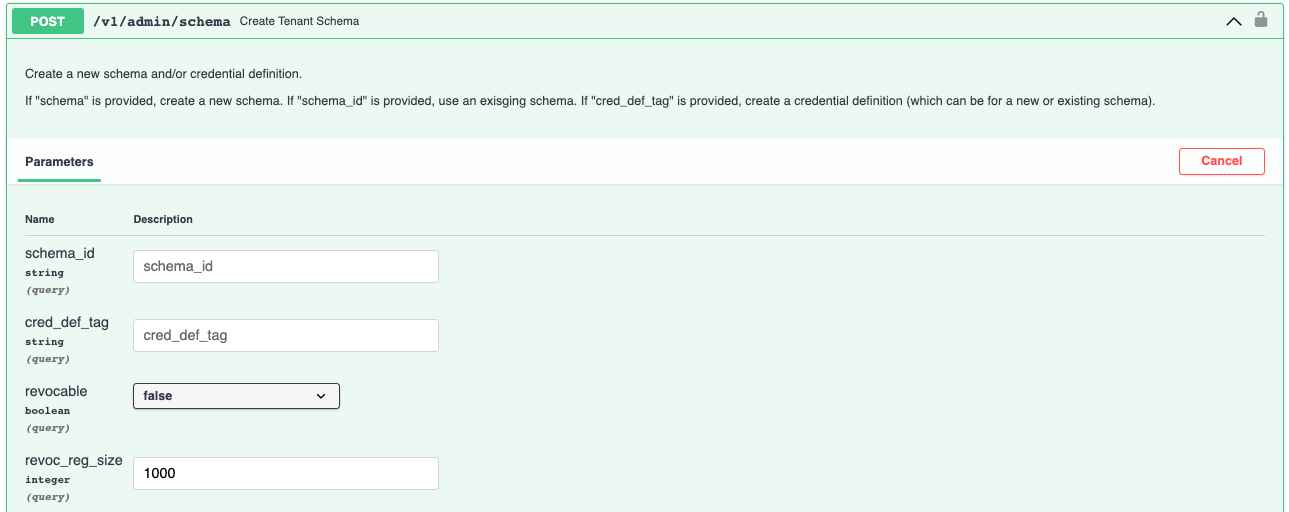 POST /v1/admin/schema Create Tenant Schema
Create a new schema and/or credential definition.
If "schema" is provided, create a new schema. If "schema_id" is provided, use an exisging schema. If "cred_def_tag" is provided, create a credential definition (which can be for a new or existing schema).
Parameters Cancel
Name Description
schema_id schema_id
string
(query)
cred_def_tag cred_def_tag
string
(query)
revocable false
boolean
(query)
revoc_reg_size 1000
integer
(query)